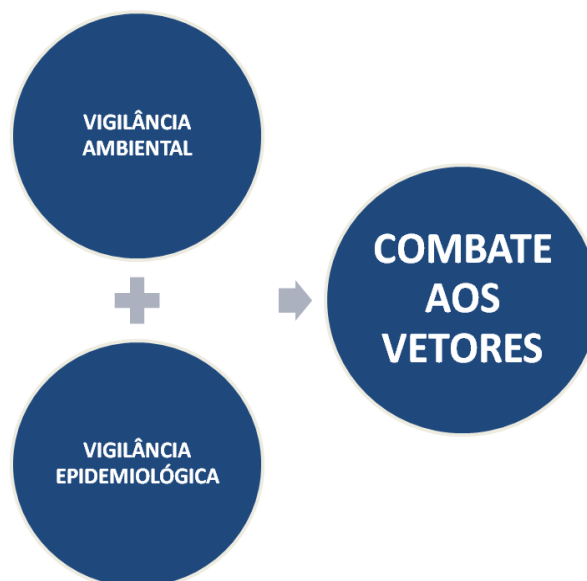 VIGILÂNCIA
AMBIENTAL
VIGILÂNCIA
EPIDEMIOLÓGICA
COMBATE
AOS
VETORES